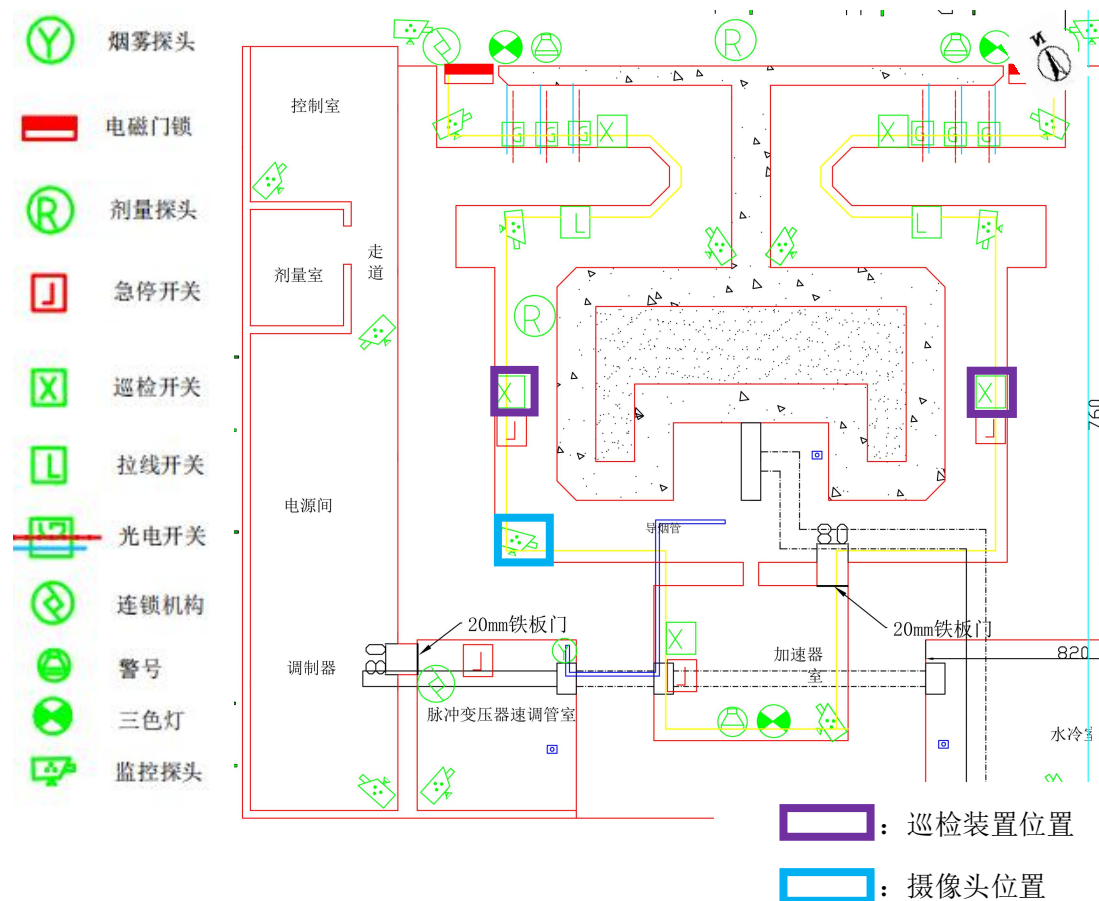 Y 烟雾探头
电磁门锁
R 剂量探头
J 急停开关
X 巡检开关
L 拉线开关
光电开关
连锁机构
警号
三色灯
监控探头
R
N
控制室
G G G X
X G G G
剂量室
走道
L
L
R
X
X
J
J
760
电源间
导烟管
80
20mm铁板门
20mm铁板门
80
调制器
J
Y
X
J
加速器室
820
脉冲变压器速调管室
水冷室
：巡检装置位置
：摄像头位置